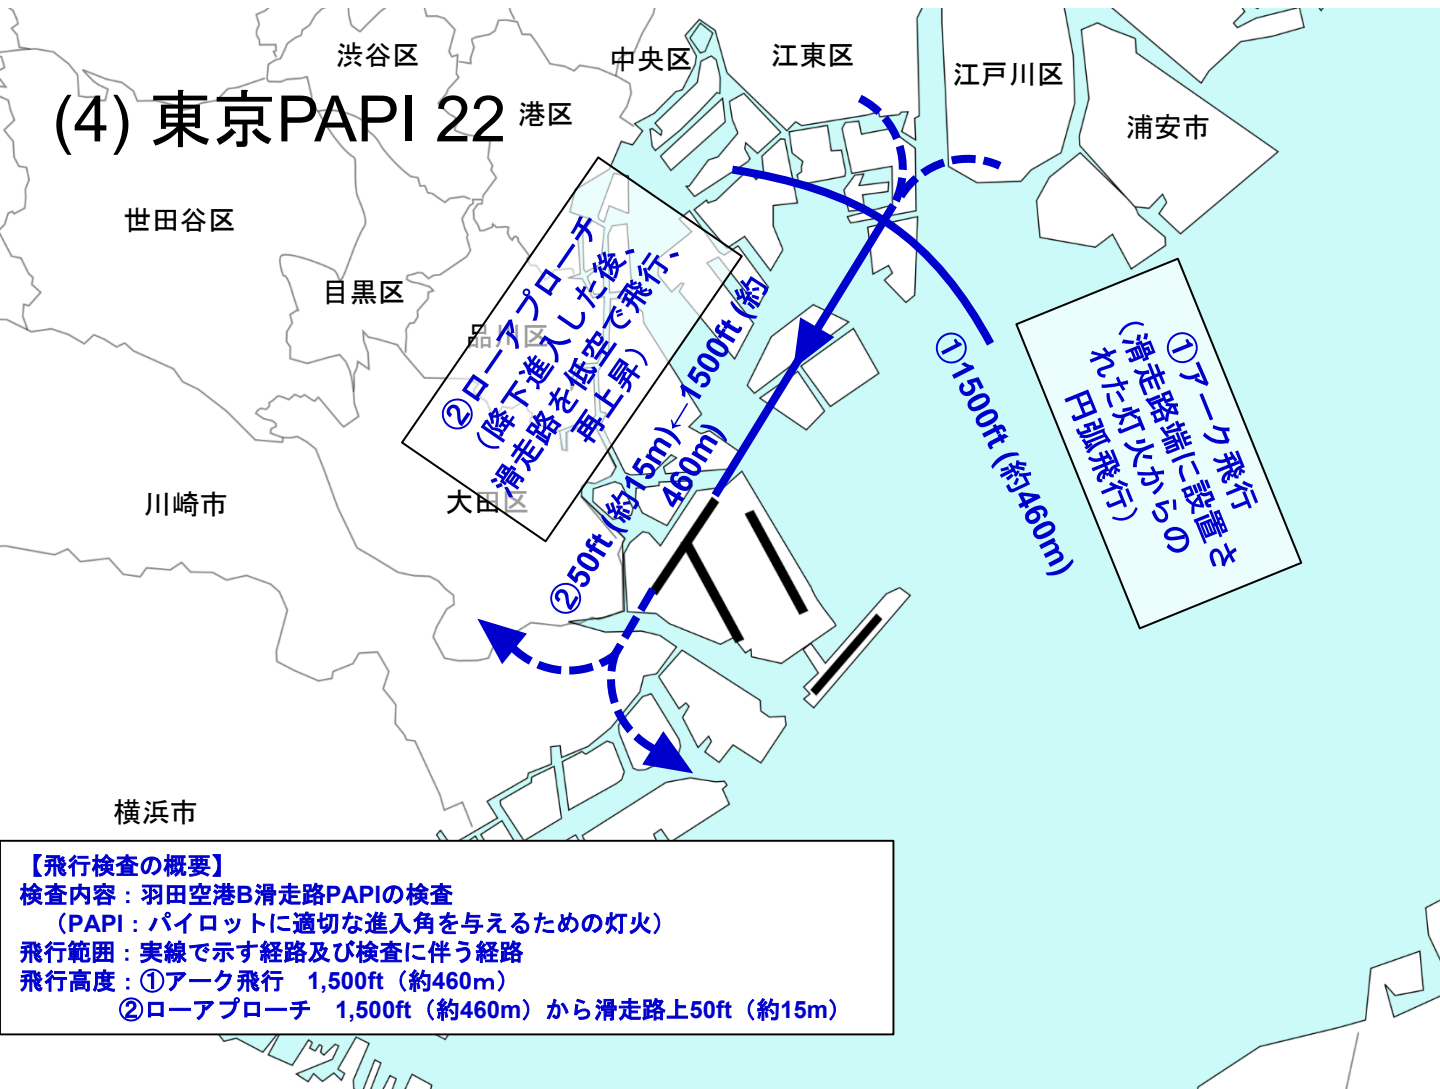 (4) 東京PAPI 22
渋谷区
中央区
江東区
江戸川区
港区
浦安市
世田谷区
目黒区
品川区
大田区
川崎市
横浜市
②ローアプローチ
(降下進入した後、
滑走路を低空で飛行、
再上昇)
②50ft (約15m)←1500ft (約
460m)
①1500ft (約460m)
①アーク飛行
(滑走路端に設置さ
れた灯火からの
円弧飛行)
【飛行検査の概要】
検査内容：羽田空港B滑走路PAPIの検査
（PAPI：パイロットに適切な進入角を与えるための灯火）
飛行範囲：実線で示す経路及び検査に伴う経路
飛行高度：①アーク飛行　1,500ft（約460ｍ）
②ローアプローチ　1,500ft（約460m）から滑走路上50ft（約15m）